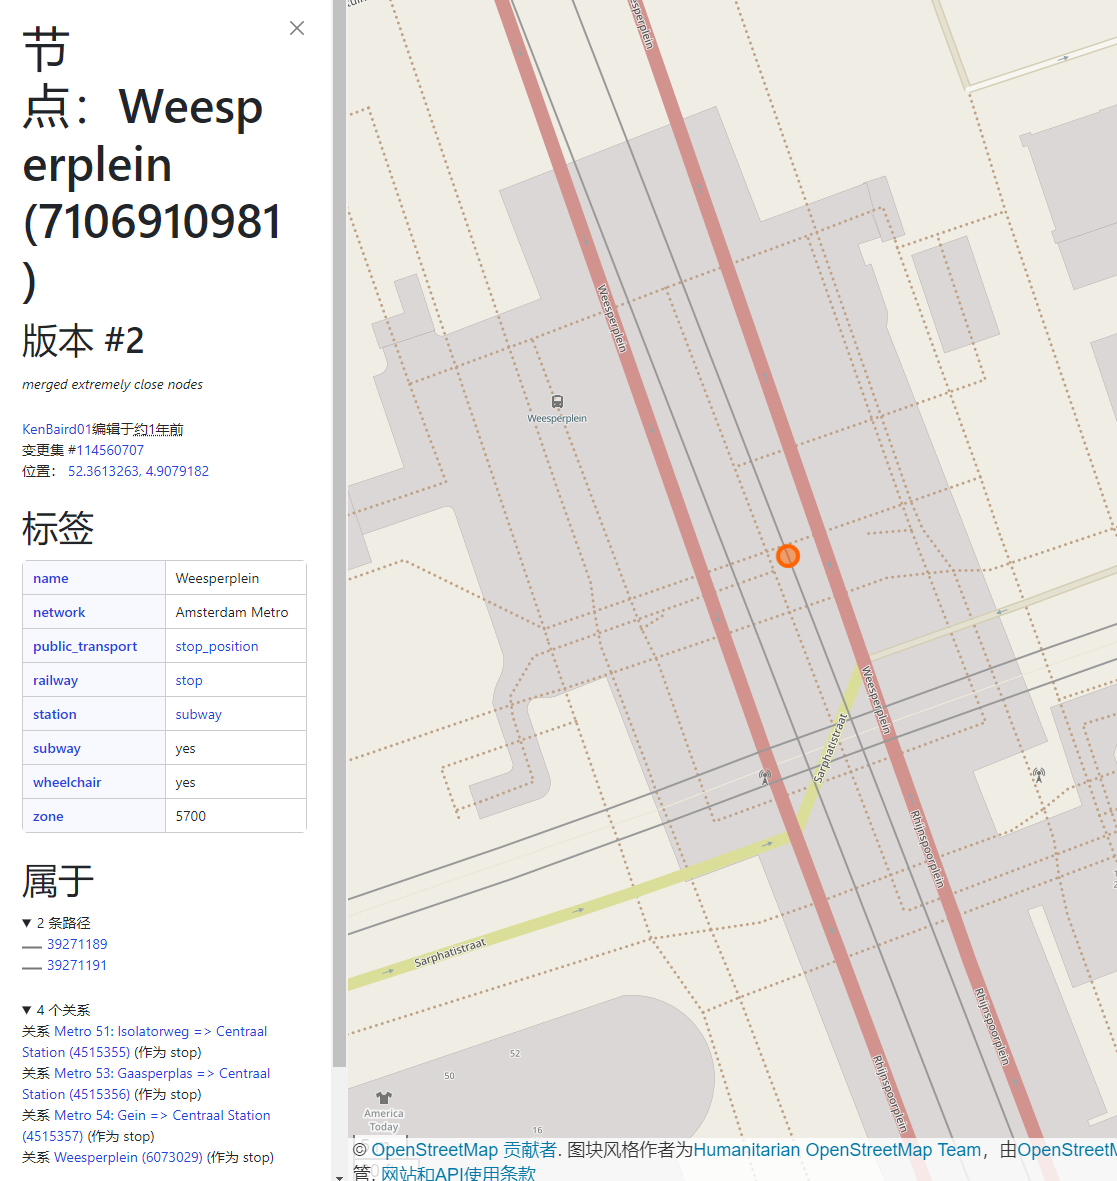 节
点：Weesp
erplein
(7106910981
)
版本 #2
merged extremely close nodes
KenBaird01编辑于约1年前
变更集 #114560707
位置： 52.3613263, 4.9079182
标签
name Weesperplein
network Amsterdam Metro
public_transport stop_position
railway stop
station subway
subway yes
wheelchair yes
zone 5700
属于
▼ 2 条路径
39271189
39271191
▼ 4 个关系
关系 Metro 51: Isolatorweg => Centraal
Station (4515355) (作为 stop)
关系 Metro 53: Gaasperplas => Centraal
Station (4515356) (作为 stop)
关系 Metro 54: Gein => Centraal Station
(4515357) (作为 stop)
关系 Weesperplein (6073029) (作为 stop)
Weesperplein
Weesperplein
Weesperplein
Sarphatistraat
Rhijnspoorplein
Sarphatistraat
Rhijnspoorplein
Rhijnspoorplein
52
50
16
America
Today
© OpenStreetMap 贡献者. 图块风格作者为Humanitarian OpenStreetMap Team，由OpenStreetM
管. 网站和API使用条款